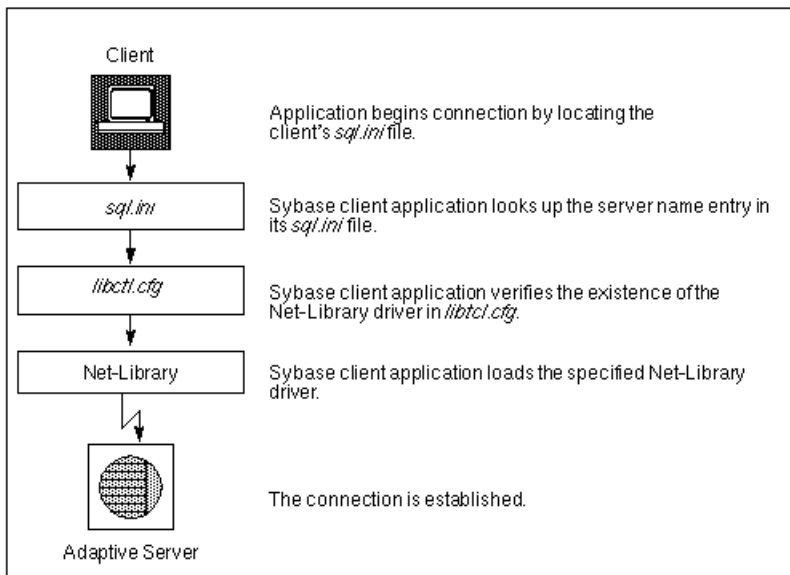 Client
Application begins connection by locating the
client's sql.ini file.
sql.ini
Sybase client application looks up the server name entry in
its sql.ini file.
libctl.cfg
Sybase client application verifies the existence of the
Net-Library driver in libtcl.cfg.
Net-Library
Sybase client application loads the specified Net-Library
driver.
The connection is established.
Adaptive Server